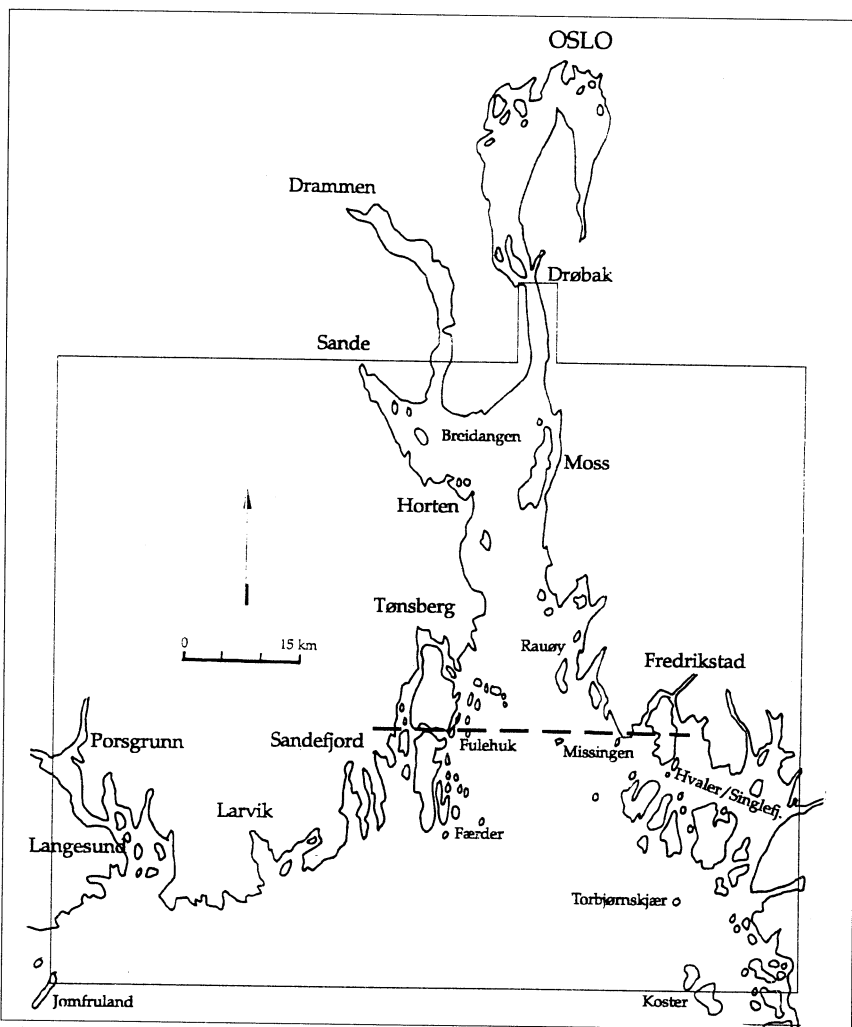 OSLO
Drammen
Drøbak
Sande
Breidangen
Moss
Horten
Tønsberg
0 15 km
Rauøy
Fredrikstad
Porsgrunn
Sandefjord
Fulehuk
Missingen
Hvaler/Singlefj.
Larvik
Langesund
Færder
Torbjørnskjær
Jomfruland
Koster